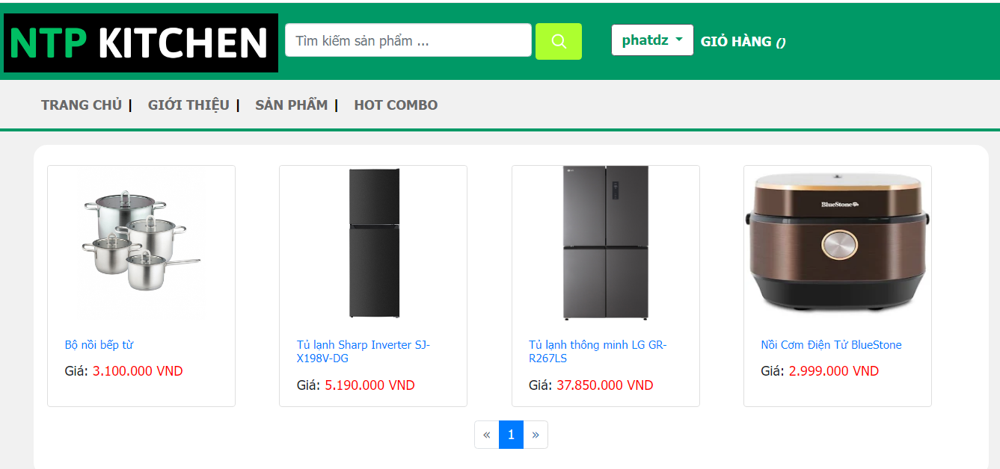 NTP KITCHEN
Tìm kiếm sản phẩm ...
phatdz
GIỎ HÀNG ()
TRANG CHỦ | GIỚI THIỆU | SẢN PHẨM | HOT COMBO
BlueStone
Bộ nồi bếp từ
Giá: 3.100.000 VND
Tủ lạnh Sharp Inverter SJ-
X198V-DG
Giá: 5.190.000 VND
Tủ lạnh thông minh LG GR-
R267LS
Giá: 37.850.000 VND
Nồi Cơm Điện Tử BlueStone
Giá: 2.999.000 VND
« 1 »